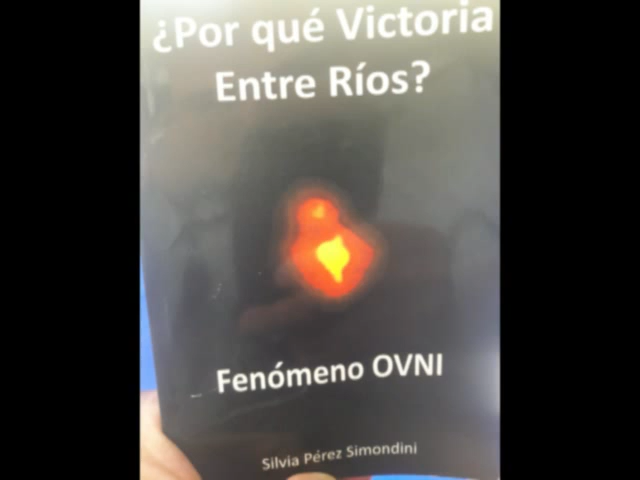 ¿Por qué Victoria
Entre Ríos?
Fenómeno OVNI
Silvia Pérez Simondini